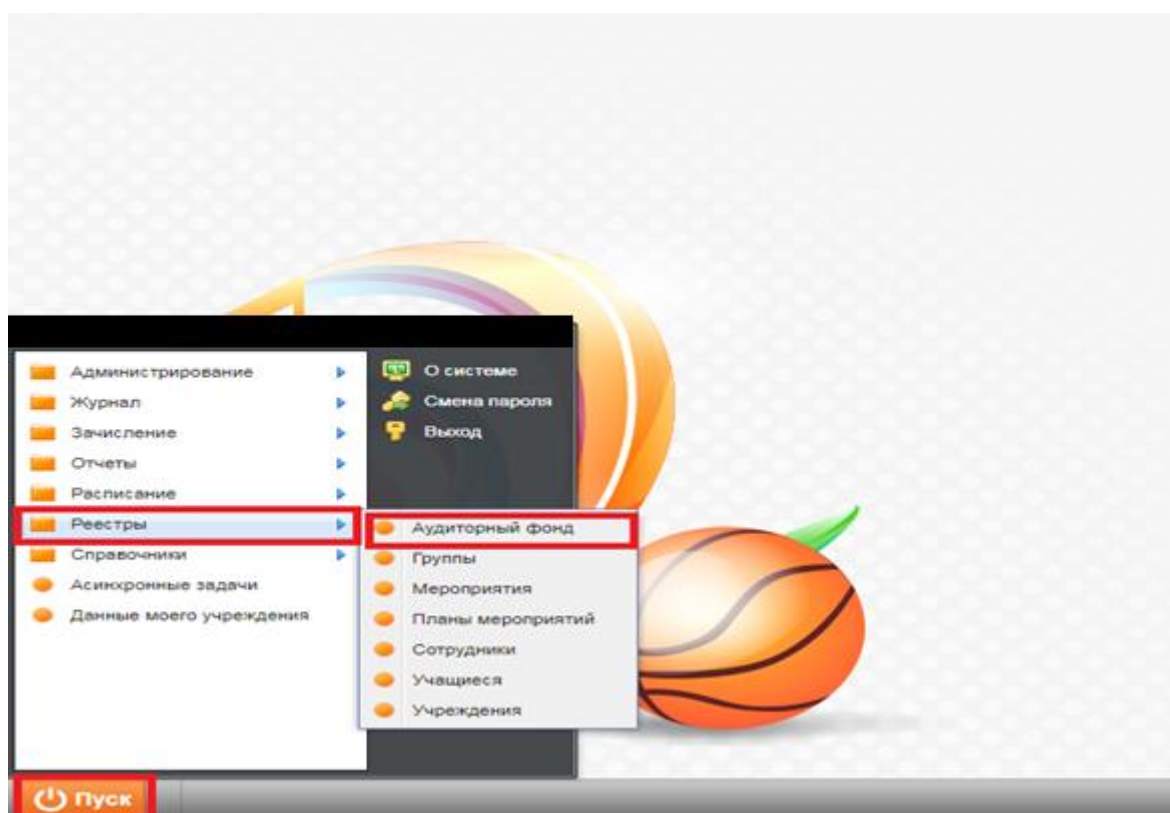 Администрирование
Журнал
Зачисление
Отчеты
Расписание
Реестры
Справочники
Асинхронные задачи
Данные моего учреждения
О системе
Смена пароля
Выход
Аудиторный фонд
Группы
Мероприятия
Планы мероприятий
Сотрудники
Учащиеся
Учреждения
Пуск